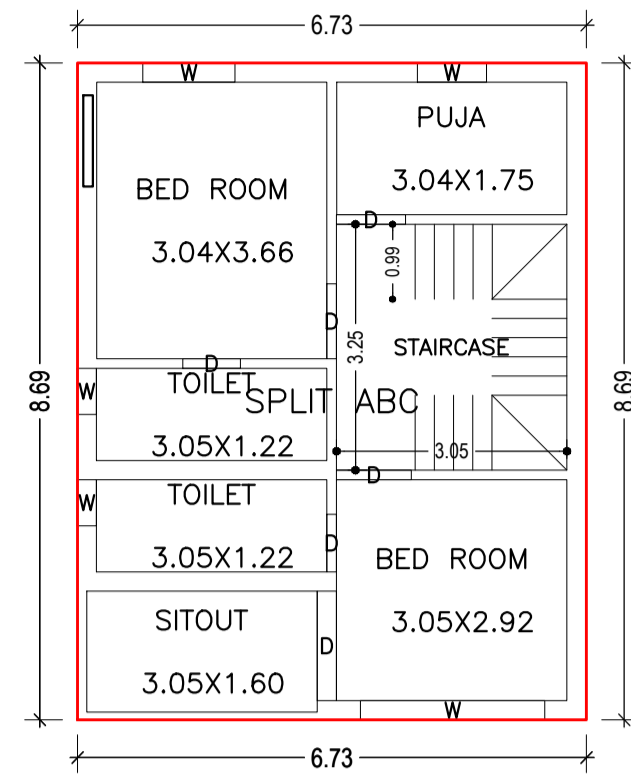 6.73
W
W
PUJA
3.04X1.75
BED ROOM
3.04X3.66
D
0.99
D
3.25
STAIRCASE
8.69
8.69
D
W
TOILET
SPLIT ABC
3.05X1.22
3.05
D
W
TOILET
3.05X1.22
D
BED ROOM
3.05X2.92
SITOUT
3.05X1.60
D
W
6.73